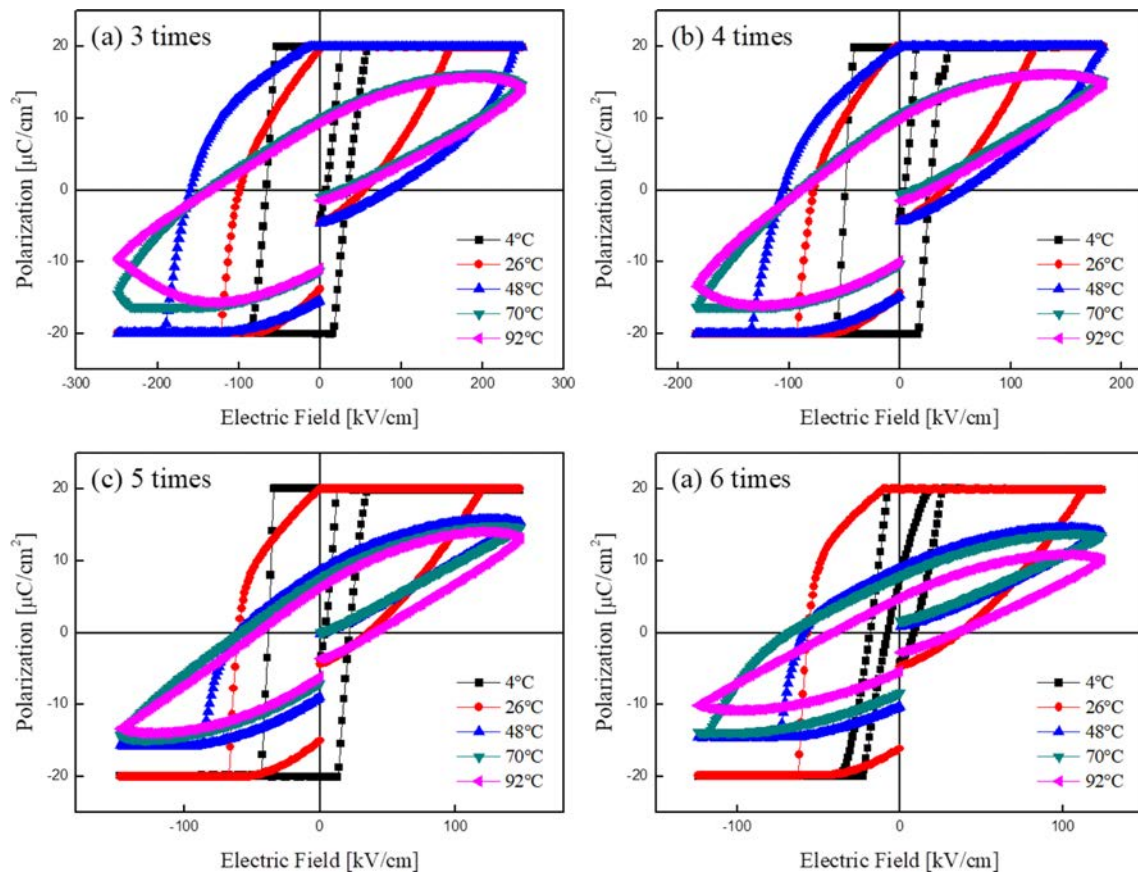 (a) 3 times
20
10
0
-10
-20
Polarization [μC/cm²]
-300 -200 -100 0 100 200 300
Electric Field [kV/cm]
4°C
26°C
48°C
70°C
92°C
(b) 4 times
20
10
0
-10
-20
Polarization [μC/cm²]
-200 -100 0 100 200
Electric Field [kV/cm]
4°C
26°C
48°C
70°C
92°C
(c) 5 times
20
10
0
-10
-20
Polarization [μC/cm²]
-100 0 100
Electric Field [kV/cm]
4°C
26°C
48°C
70°C
92°C
(a) 6 times
20
10
0
-10
-20
Polarization [μC/cm²]
-100 0 100
Electric Field [kV/cm]
4°C
26°C
48°C
70°C
92°C